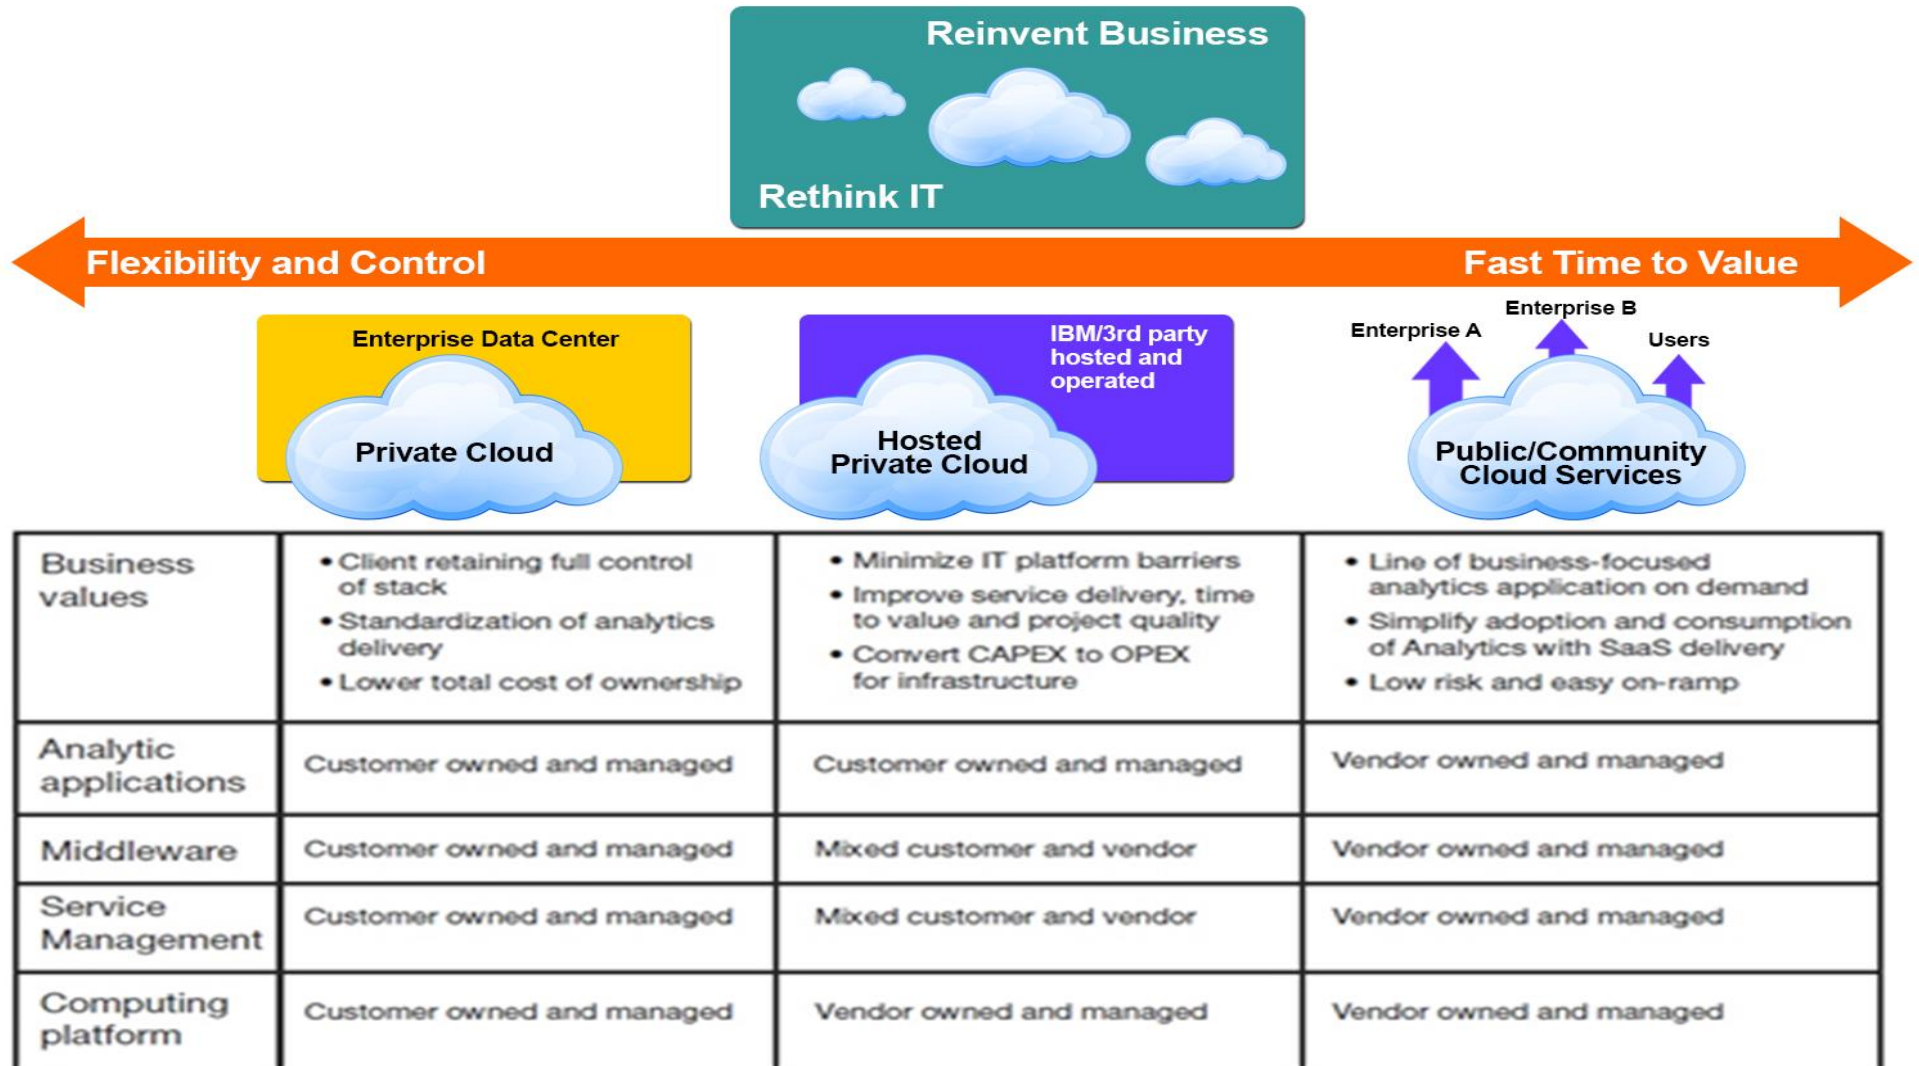 Reinvent Business
Rethink IT
Flexibility and Control
Fast Time to Value
Enterprise Data Center
Private Cloud
IBM/3rd party
hosted and
operated
Hosted
Private Cloud
Enterprise A
Enterprise B
Users
Public/Community
Cloud Services
Business
values
• Client retaining full control
of stack
• Standardization of analytics
delivery
• Lower total cost of ownership
• Minimize IT platform barriers
• Improve service delivery, time
to value and project quality
• Convert CAPEX to OPEX
for infrastructure
• Line of business-focused
analytics application on demand
• Simplify adoption and consumption
of Analytics with SaaS delivery
• Low risk and easy on-ramp
Analytic
applications
Customer owned and managed
Customer owned and managed
Vendor owned and managed
Middleware
Customer owned and managed
Mixed customer and vendor
Vendor owned and managed
Service
Management
Customer owned and managed
Mixed customer and vendor
Vendor owned and managed
Computing
platform
Customer owned and managed
Vendor owned and managed
Vendor owned and managed